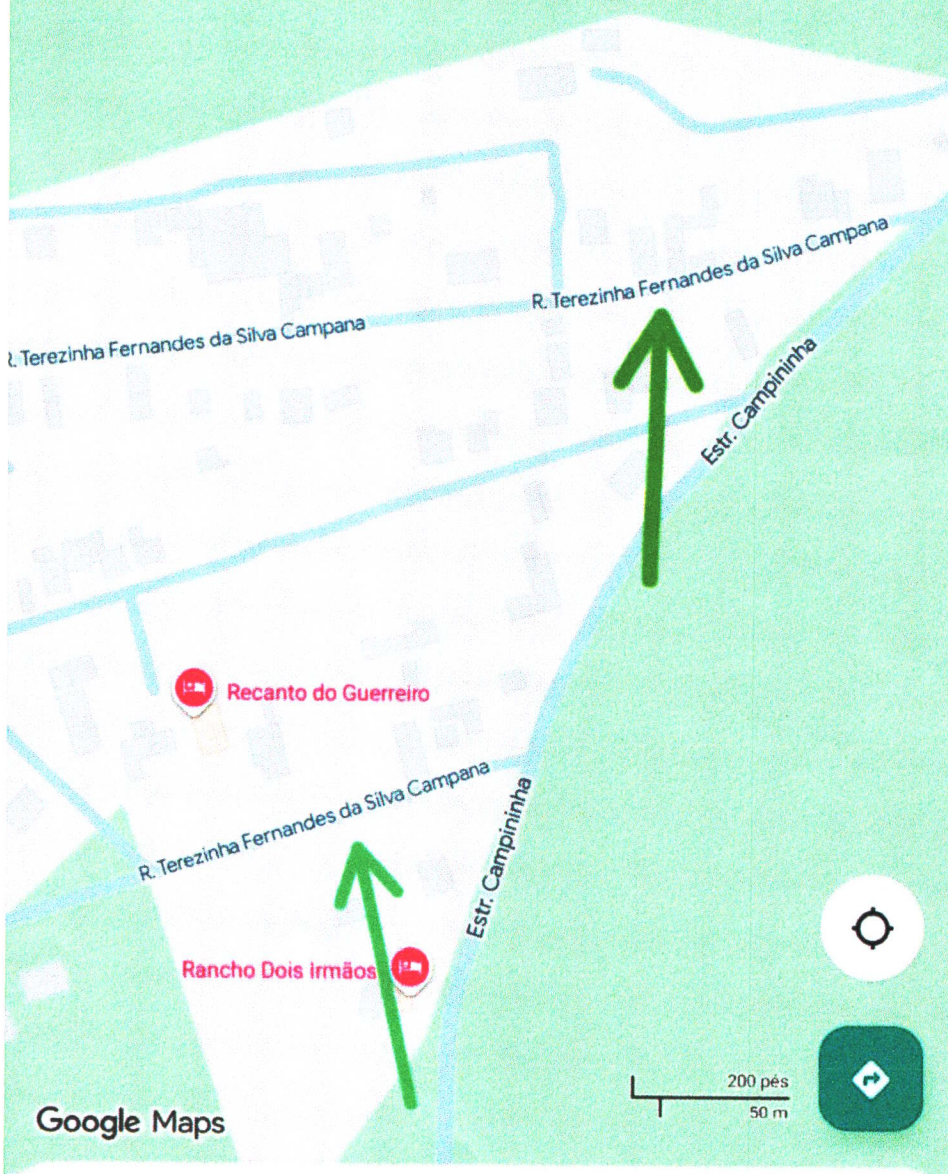 R. Terezinha Fernandes da Silva Campana
R. Terezinha Fernandes da Silva Campana
Estr. Campininha
Recanto do Guerreiro
R. Terezinha Fernandes da Silva Campana
Estr. Campininha
Rancho Dois Irmãos
200 pés
50 m
Google Maps